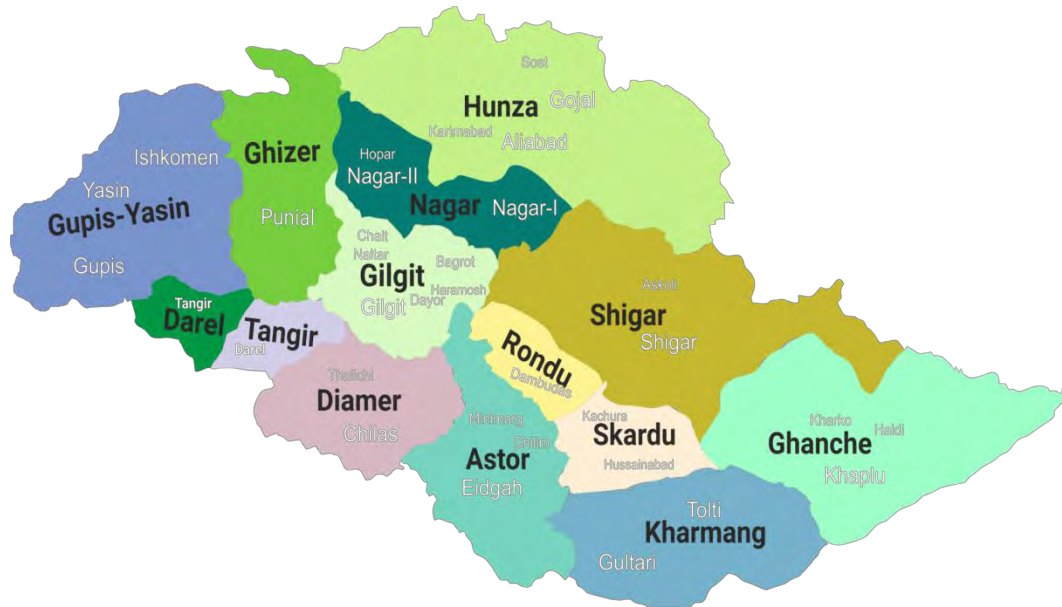 Sost
Hunza
Gojal
Karimabad
Aliabad
Ishkomen
Ghizer
Hopar
Nagar-II
Yasin
Gupis-Yasin
Punial
Nagar
Nagar-I
Gupis
Chalt
Naltar
Bagrot
Gilgit
Haramosh
Gilgit
Dayor
Askoli
Tangir
Darel
Tangir
Darel
Shigar
Shigar
Rondu
Dambudas
Thalichi
Diamer
Chilas
Minimarg
Chilim
Astor
Eidgah
Kachura
Skardu
Hussainabad
Kharko
Haldi
Ghanche
Khaplu
Tolti
Kharmang
Gultari